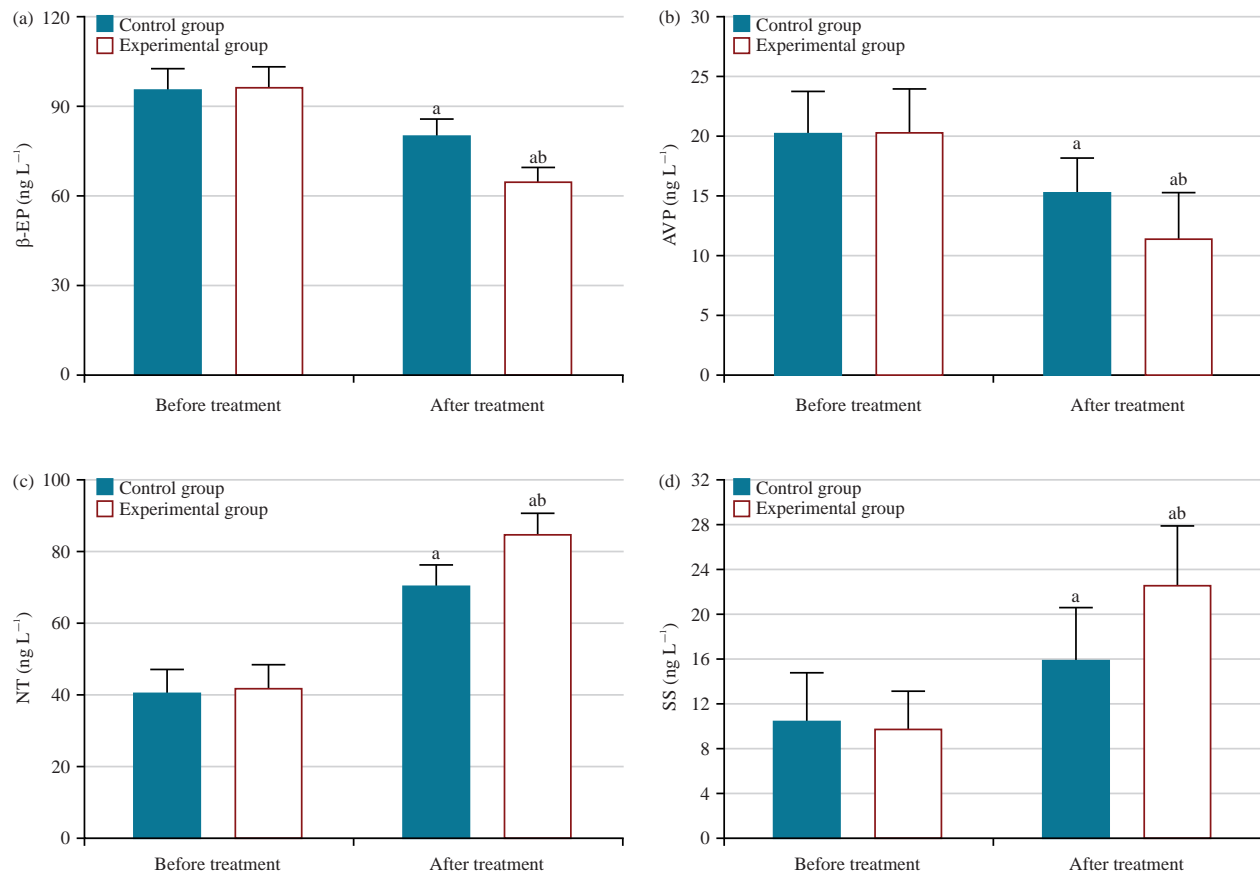 (a)
120
90
60
30
0
β-EP (ng L⁻¹)
Control group
Experimental group
a
ab
Before treatment
After treatment
(b)
30
25
20
15
10
5
0
AVP (ng L⁻¹)
Control group
Experimental group
a
ab
Before treatment
After treatment
(c)
100
80
60
40
20
0
NT (ng L⁻¹)
Control group
Experimental group
a
ab
Before treatment
After treatment
(d)
32
28
24
22
16
12
8
4
0
SS (ng L⁻¹)
Control group
Experimental group
a
ab
Before treatment
After treatment